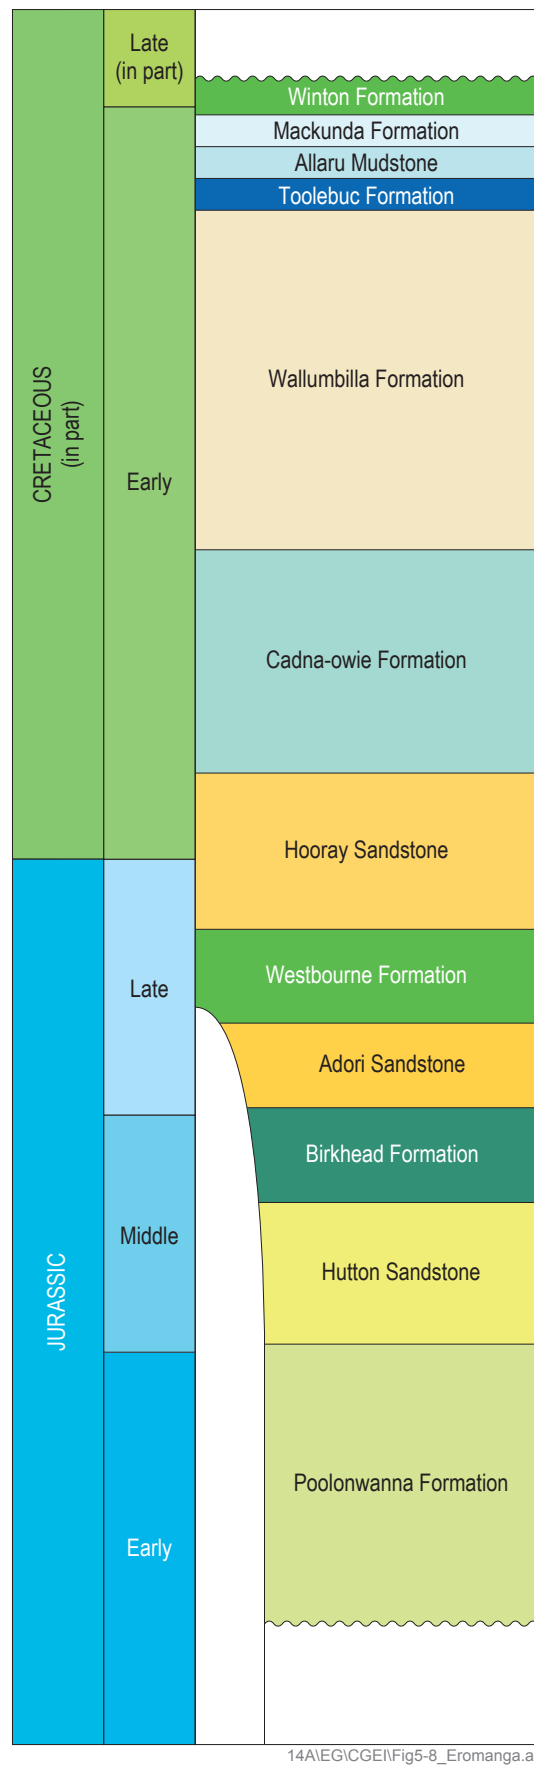 Late
(in part)
Winton Formation
Mackunda Formation
Allaru Mudstone
Toolebuc Formation
Wallumbilla Formation
CRETACEOUS
(in part)
Early
Cadna-owie Formation
Hooray Sandstone
Westbourne Formation
Late
Adori Sandstone
Birkhead Formation
Middle
Hutton Sandstone
JURASSIC
Poolonwanna Formation
Early
14A\EG\CGEI\Fig5-8_Eromanga.a